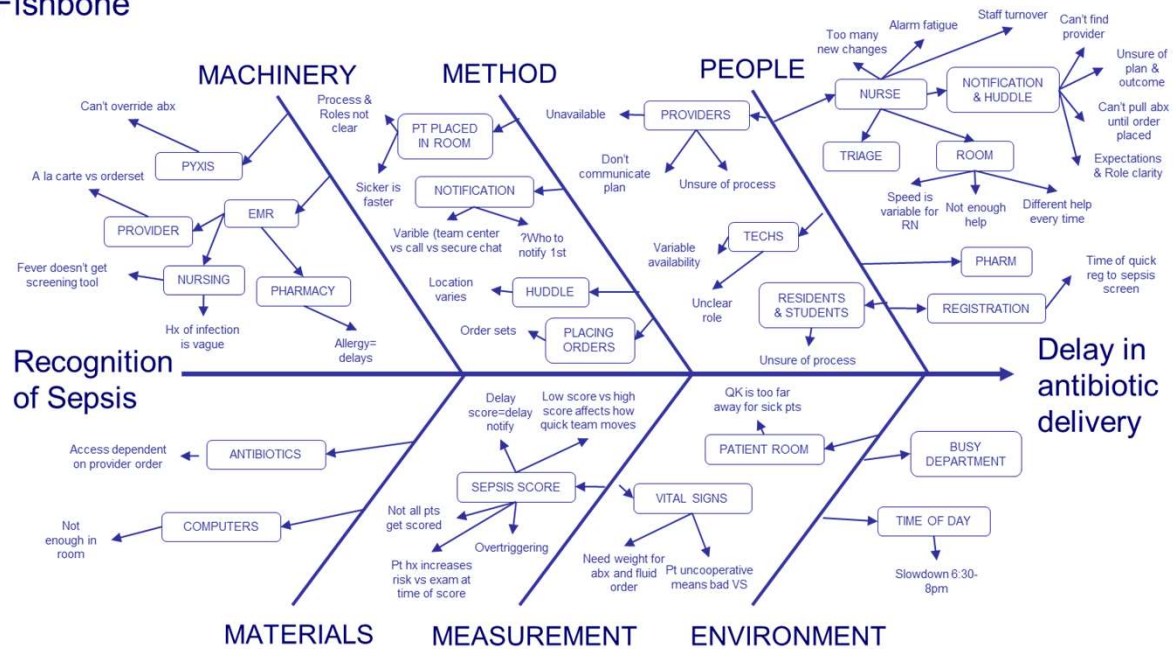 Fishbone
MACHINERY
Can't override abx
PYXIS
A la carte vs orderset
EMR
PROVIDER
Fever doesn't get
screening tool
NURSING
PHARMACY
Hx of infection
is vague
Allergy=
delays
METHOD
Process &
Roles not
clear
PT PLACED
IN ROOM
Sicker is
faster
NOTIFICATION
Varible (team center
vs call vs secure chat
?Who to
notify 1st
Location
varies
HUDDLE
Order sets
PLACING
ORDERS
PEOPLE
Unavailable
PROVIDERS
Don't
communicate
plan
Unsure of process
Too many
new changes
Alarm fatigue
Staff turnover
NURSE
NOTIFICATION
& HUDDLE
Can't find
provider
Unsure of
plan &
outcome
Can't pull abx
until order
placed
Expectations
& Role clarity
TRIAGE
ROOM
Speed is
variable for
RN
Not enough
help
Different help
every time
TECHS
Variable
availability
Unclear
role
PHARM
RESIDENTS
& STUDENTS
Unsure of process
REGISTRATION
Time of quick
reg to sepsis
screen
Recognition
of Sepsis
Delay in
antibiotic
delivery
Access dependent
on provider order
ANTIBIOTICS
COMPUTERS
Not
enough in
room
MATERIALS
Delay
score=delay
notify
Low score vs high
score affects how
quick team moves
SEPSIS SCORE
Not all pts
get scored
Overtriggering
Pt hx increases
risk vs exam at
time of score
VITAL SIGNS
Need weight for
abx and fluid
order
Pt uncooperative
means bad VS
MEASUREMENT
QK is too far
away for sick pts
PATIENT ROOM
BUSY
DEPARTMENT
TIME OF DAY
Slowdown 6:30-
8pm
ENVIRONMENT